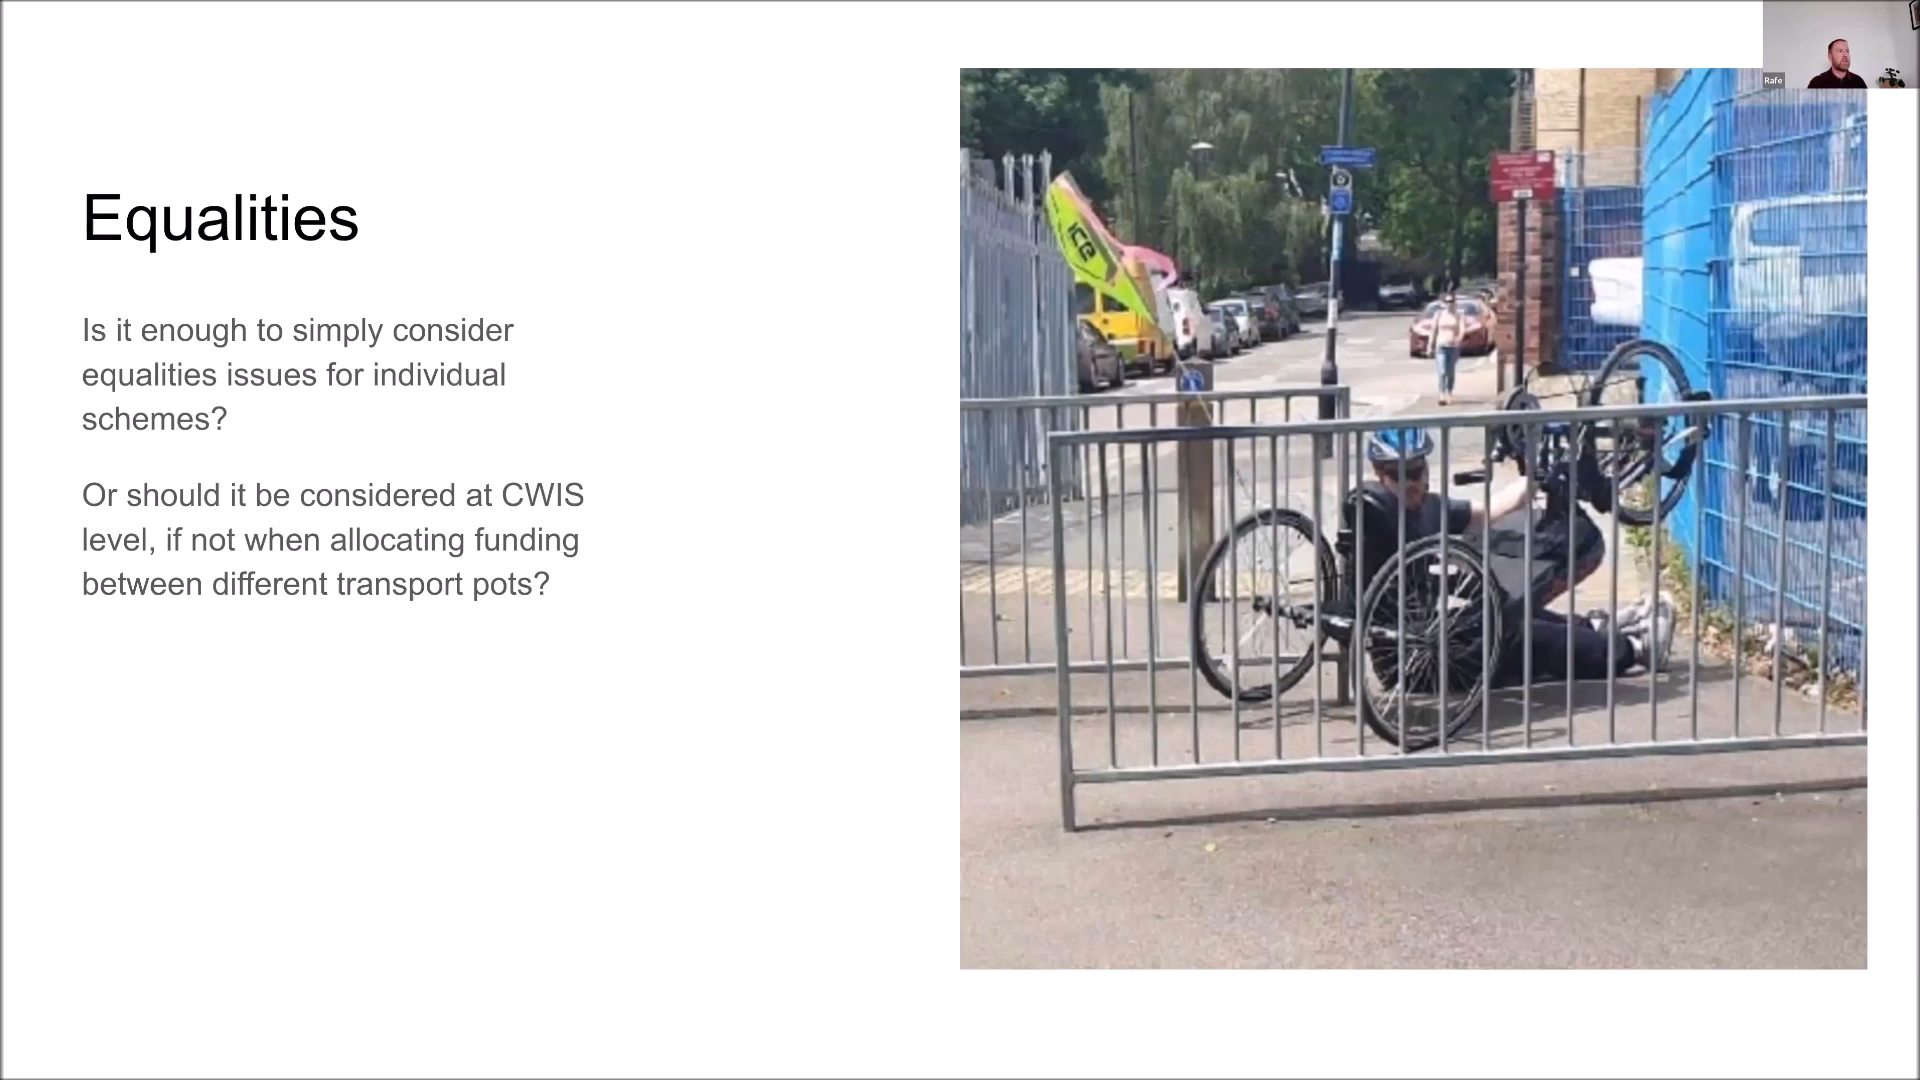 Equalities
Is it enough to simply consider
equalities issues for individual
schemes?
Or should it be considered at CWIS
level, if not when allocating funding
between different transport pots?
ICE
Rafe